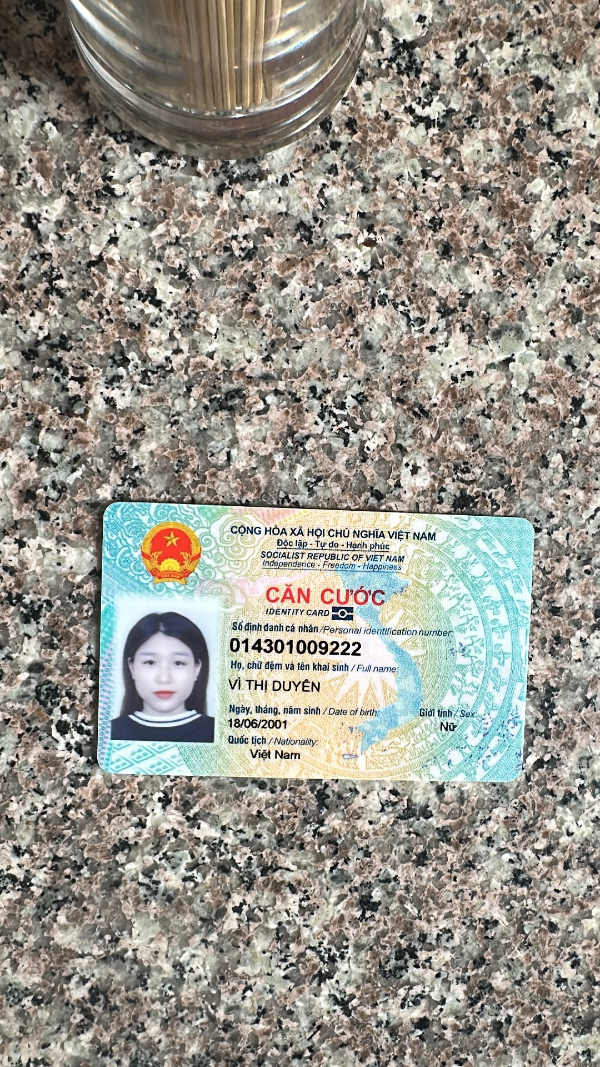 CỘNG HÒA XÃ HỘI CHỦ NGHĨA VIỆT NAM
Độc lập - Tự do - Hạnh phúc
SOCIALIST REPUBLIC OF VIET NAM
Independence - Freedom - Happiness
CĂN CƯỚC
IDENTITY CARD
Số định danh cá nhân / Personal identification number:
014301009222
Họ, chữ đệm và tên khai sinh / Full name:
VÌ THỊ DUYÊN
Ngày, tháng, năm sinh / Date of birth: Giới tính / Sex:
18/06/2001 Nữ
Quốc tịch / Nationality:
Việt Nam